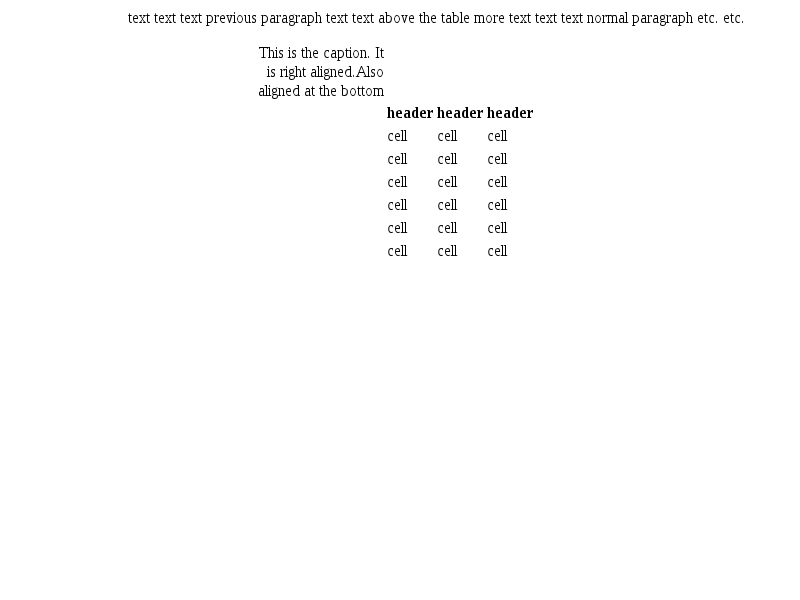 text text text previous paragraph text text above the table more text text text normal paragraph etc. etc.
This is the caption. It
is right aligned.Also
aligned at the bottom
header header header
cell cell cell
cell cell cell
cell cell cell
cell cell cell
cell cell cell
cell cell cell